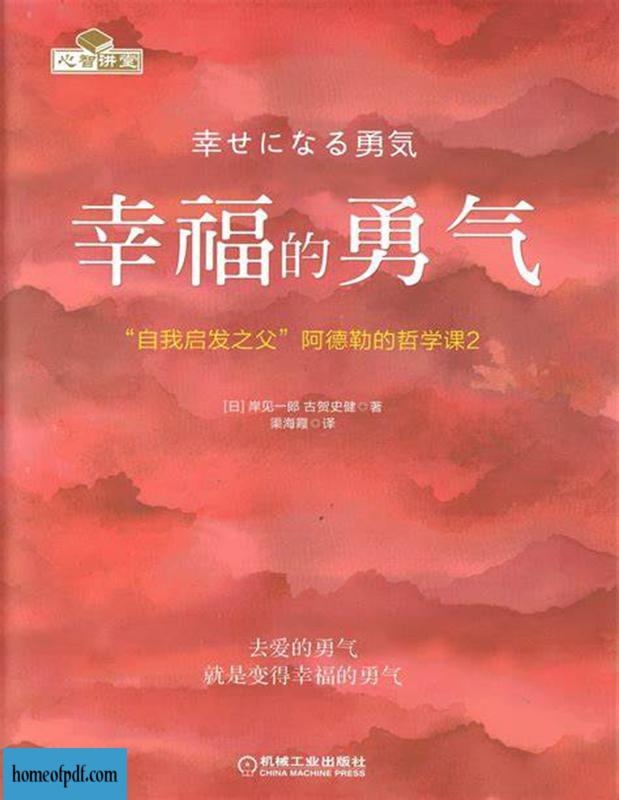 心智讲堂
幸せになる勇気
幸福的勇气
“自我启发之父”阿德勒的哲学课2
[日]岸见一郎 古贺史健◎著
渠海霞◎译
去爱的勇气
就是变得幸福的勇气
机械工业出版社
CHINA MACHINE PRESS
homeofpdf.com